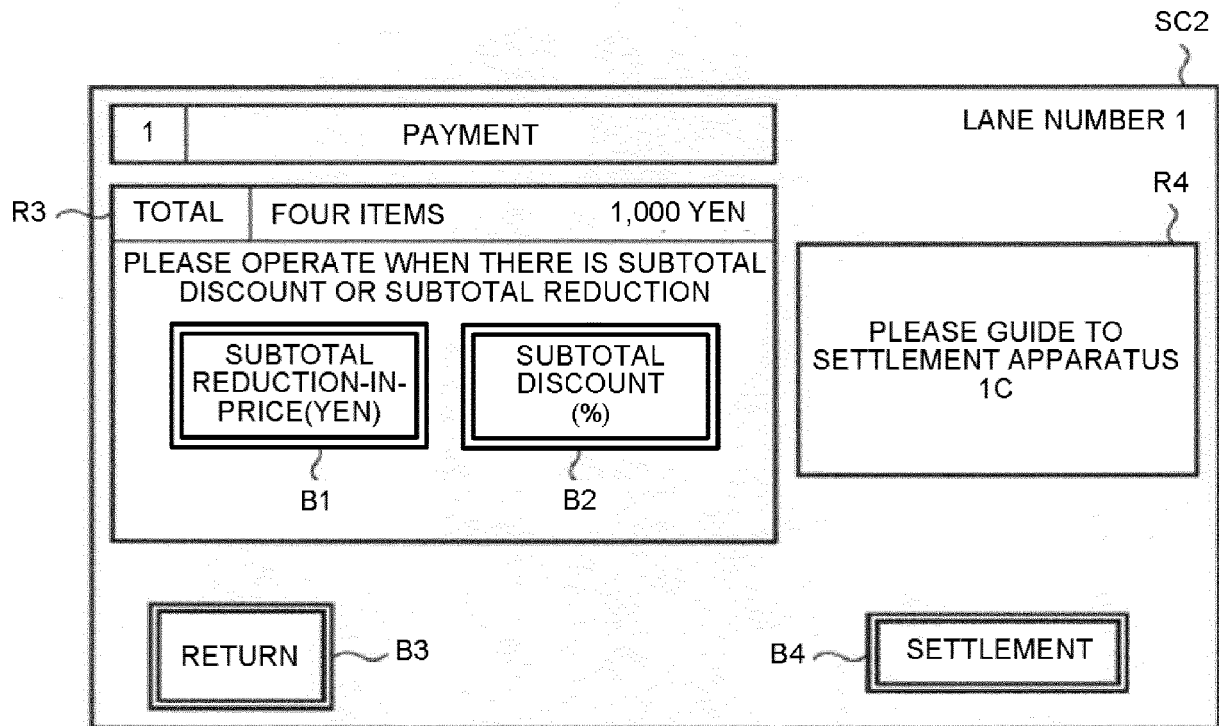 SC2
LANE NUMBER 1
1 PAYMENT
R3
TOTAL FOUR ITEMS 1,000 YEN
PLEASE OPERATE WHEN THERE IS SUBTOTAL
DISCOUNT OR SUBTOTAL REDUCTION
SUBTOTAL
REDUCTION-IN-
PRICE(YEN)
B1
SUBTOTAL
DISCOUNT
(%)
B2
R4
PLEASE GUIDE TO
SETTLEMENT APPARATUS
1C
RETURN
B3
B4
SETTLEMENT